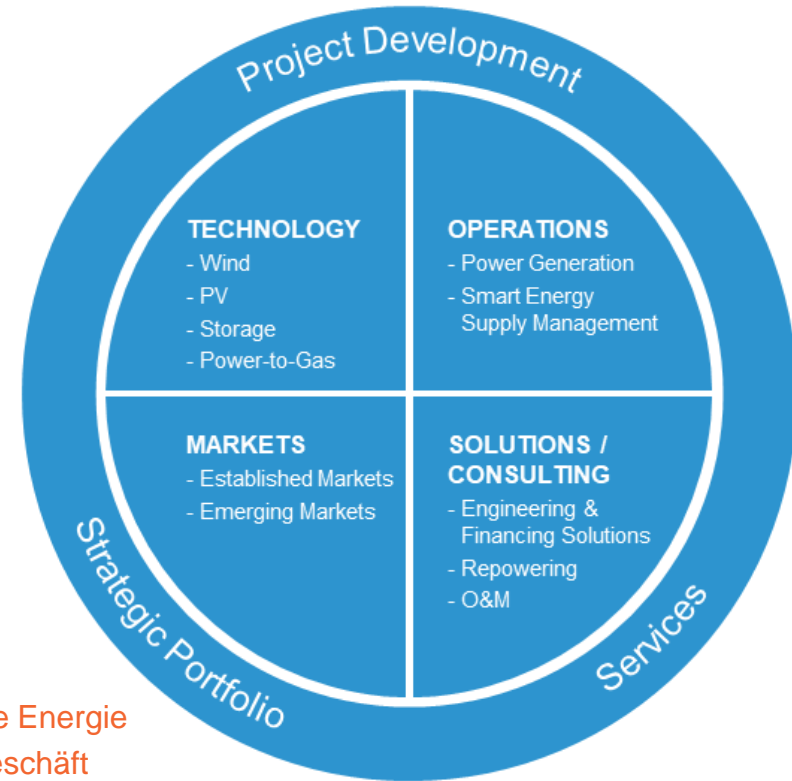 Project Development
TECHNOLOGY
- Wind
- PV
- Storage
- Power-to-Gas
OPERATIONS
- Power Generation
- Smart Energy
Supply Management
MARKETS
- Established Markets
- Emerging Markets
SOLUTIONS /
CONSULTING
- Engineering &
Financing Solutions
- Repowering
- O&M
Strategic Portfolio
Services
Energie